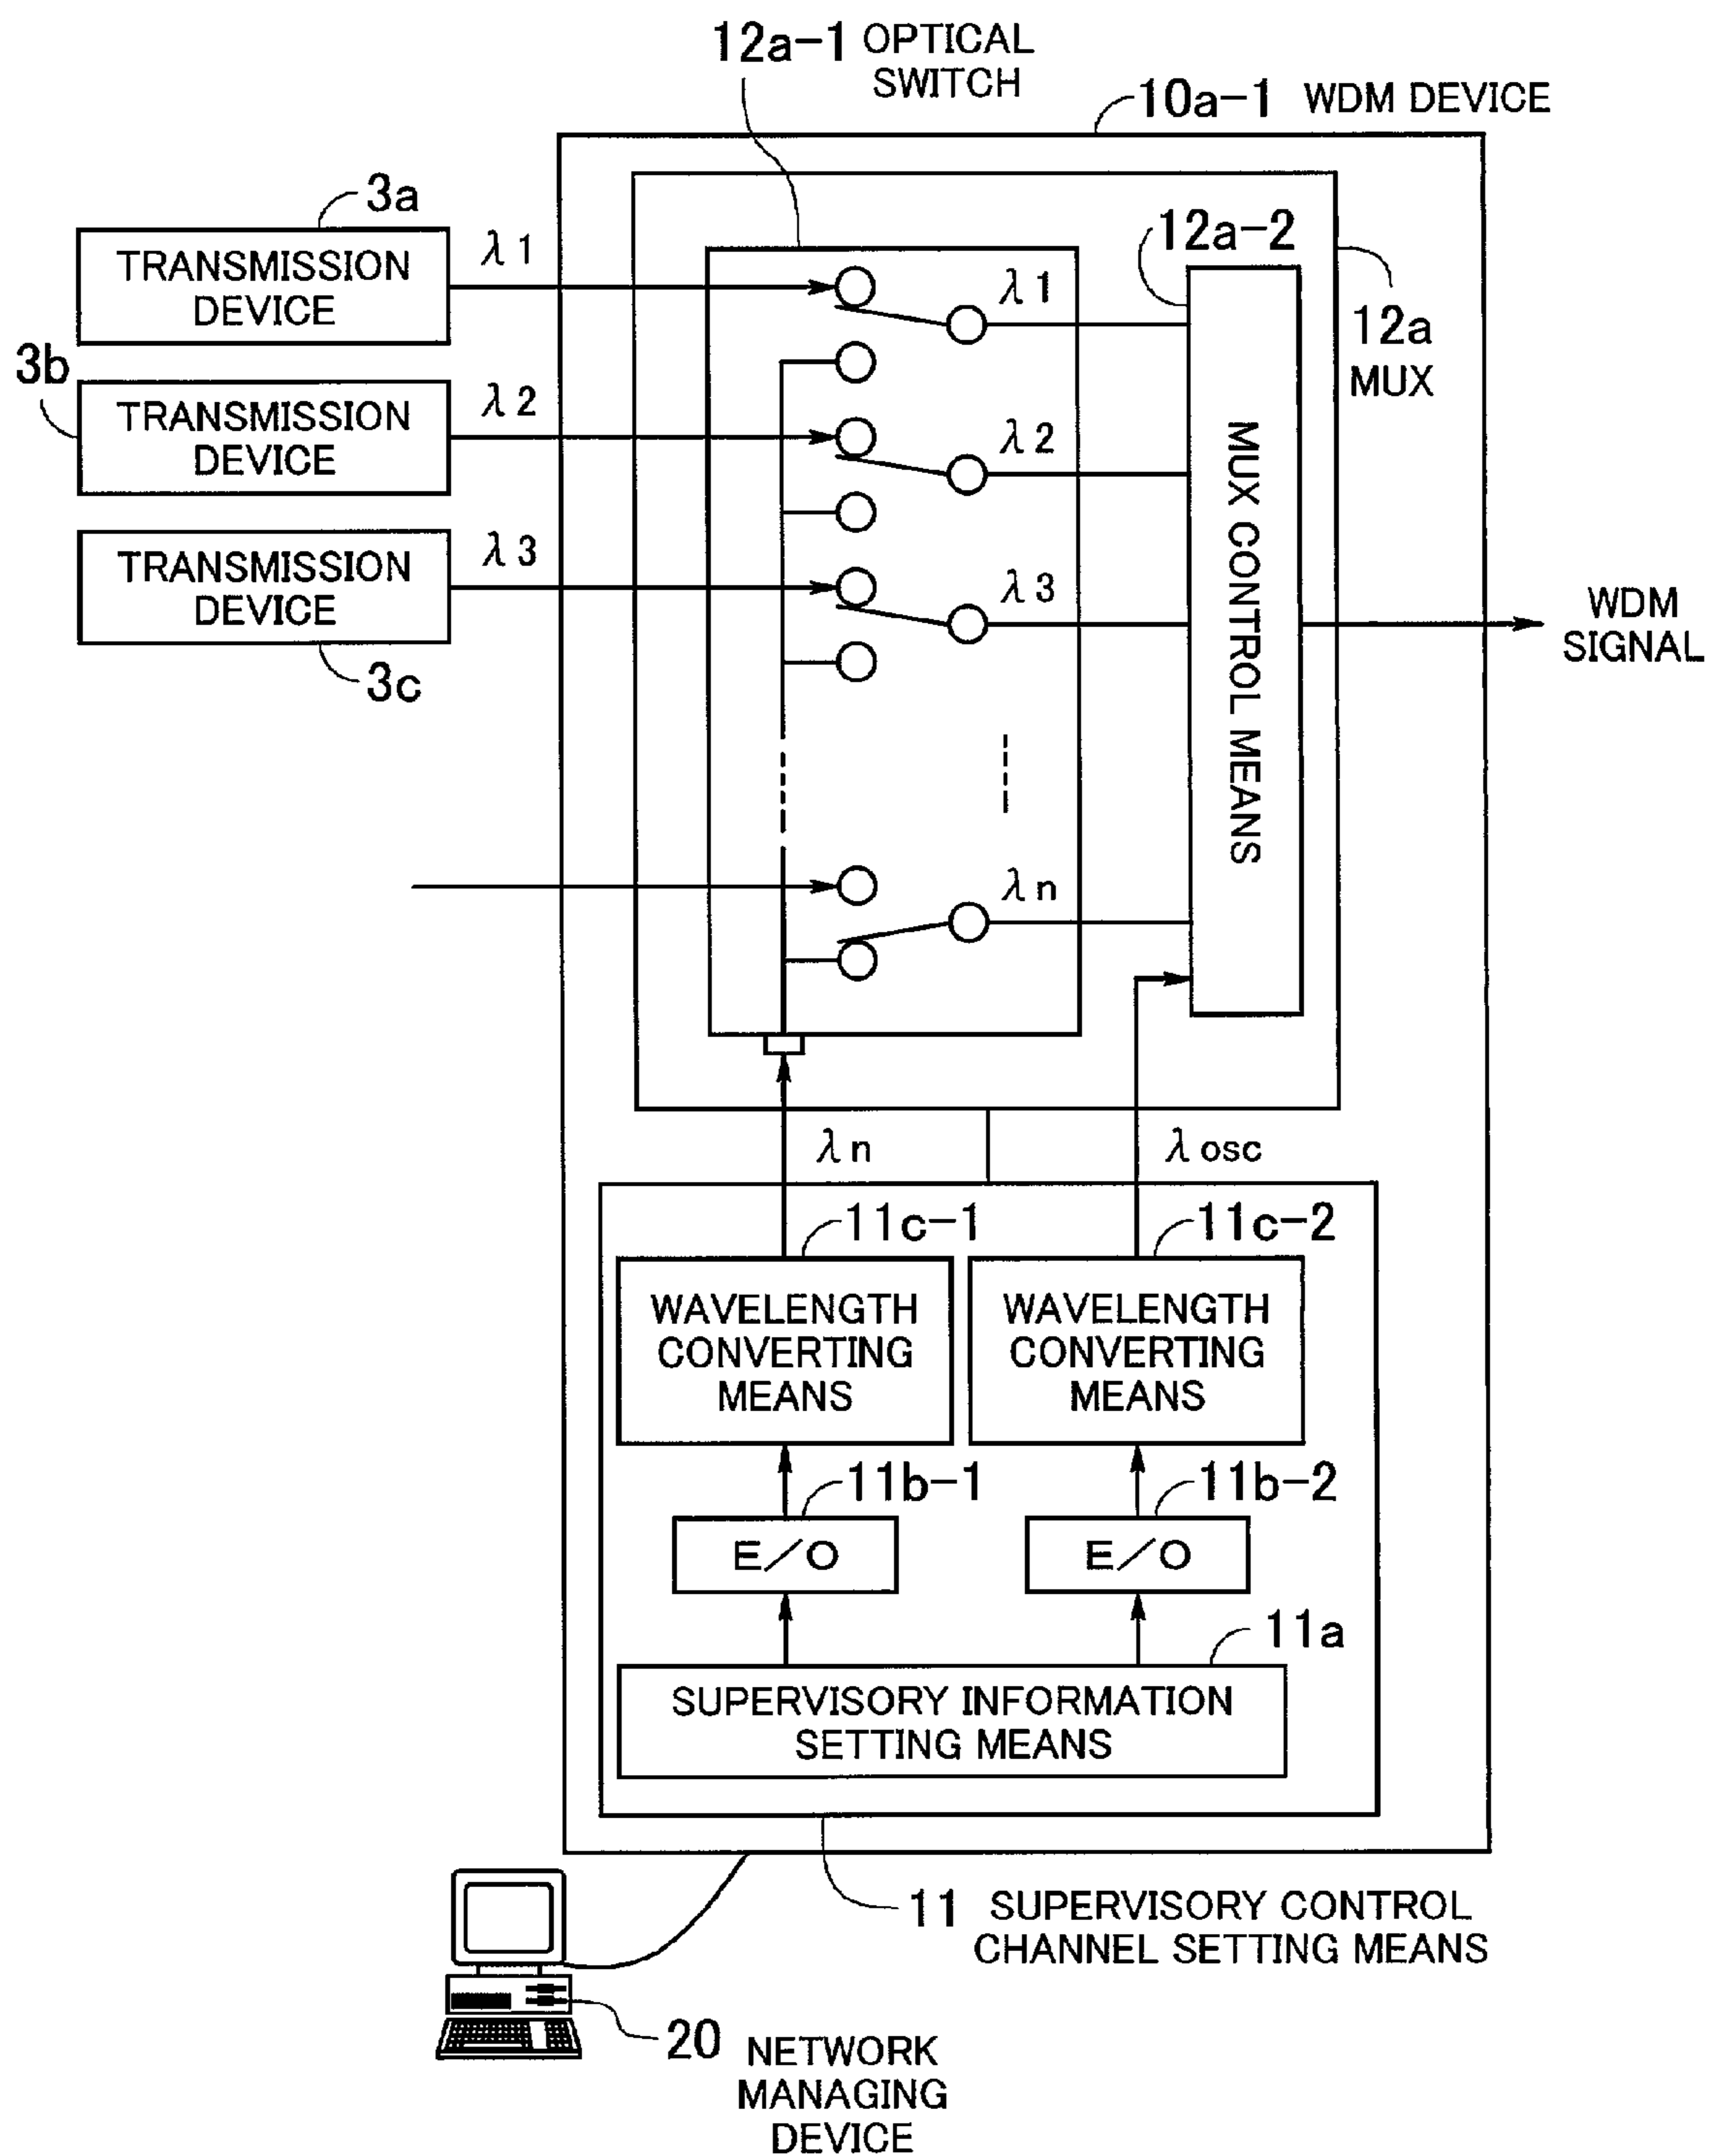 12a-1 OPTICAL
SWITCH
10a-1 WDM DEVICE
3a
TRANSMISSION
DEVICE
λ1
λ1
12a-2
12a
MUX
3b
TRANSMISSION
DEVICE
λ2
λ2
TRANSMISSION
DEVICE
λ3
λ3
3c
MUX CONTROL MEANS
WDM
SIGNAL
λn
λn
λosc
11c-1
11c-2
WAVELENGTH
CONVERTING
MEANS
WAVELENGTH
CONVERTING
MEANS
11b-1
11b-2
E/O
E/O
11a
SUPERVISORY INFORMATION
SETTING MEANS
11 SUPERVISORY CONTROL
CHANNEL SETTING MEANS
20 NETWORK
MANAGING
DEVICE